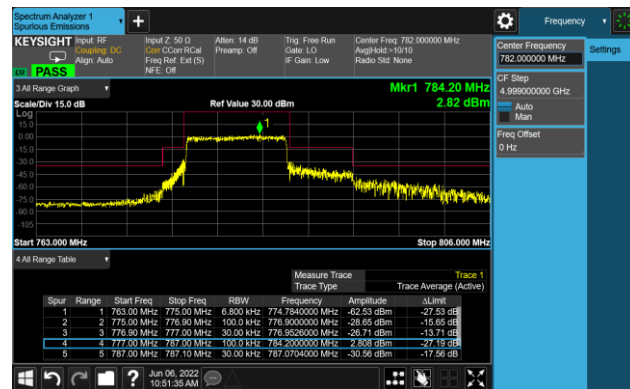 Spectrum Analyzer 1
Spurious Emissions
Frequency
KEYSIGHT
Input: RF
Coupling: DC
Align: Auto
Input Z: 50 Ω
Corr CCorr RCal
Freq Ref: Ext (S)
NFE: Off
Atten: 14 dB
Preamp: Off
Trig: Free Run
Gate: LO
IF Gain: Low
Center Freq: 782.000000 MHz
Avg|Hold:>10/10
Radio Std: None
PASS
Center Frequency
782.000000 MHz
Settings
CF Step
4.999000000 GHz
Auto
Man
Freq Offset
0 Hz
3 All Range Graph
Mkr1 784.20 MHz
2.82 dBm
Scale/Div 15.0 dB
Ref Value 30.00 dBm
Log
15.0
0.00
-15.0
-30.0
-45.0
-60.0
-75.0
-90.0
-105
1
Start 763.000 MHz
Stop 806.000 MHz
4 All Range Table
Measure Trace Trace 1
Trace Type Trace Average (Active)
Spur Range Start Freq Stop Freq RBW Frequency Amplitude ΔLimit
1 1 763.00 MHz 775.00 MHz 6.800 kHz 774.7840000 MHz -62.53 dBm -27.53 dB
2 2 775.00 MHz 776.90 MHz 100.0 kHz 776.9000000 MHz -28.65 dBm -15.65 dB
3 3 776.90 MHz 777.00 MHz 30.00 kHz 776.9526000 MHz -26.71 dBm -13.71 dB
4 4 777.00 MHz 787.00 MHz 100.0 kHz 784.2000000 MHz 2.808 dBm -27.19 dB
5 5 787.00 MHz 787.10 MHz 30.00 kHz 787.0704000 MHz -30.56 dBm -17.56 dB
Jun 06, 2022
10:51:35 AM